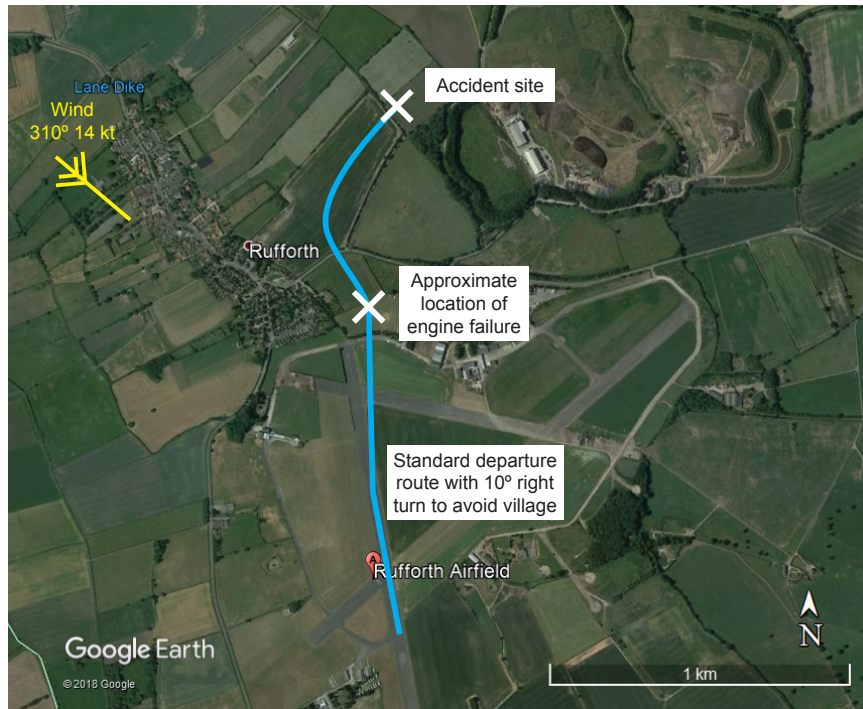 Lane Dike
Wind
310º 14 kt
Accident site
Rufforth
Approximate
location of
engine failure
Standard departure
route with 10º right
turn to avoid village
A
Rufforth Airfield
N
Google Earth
© 2018 Google
1 km